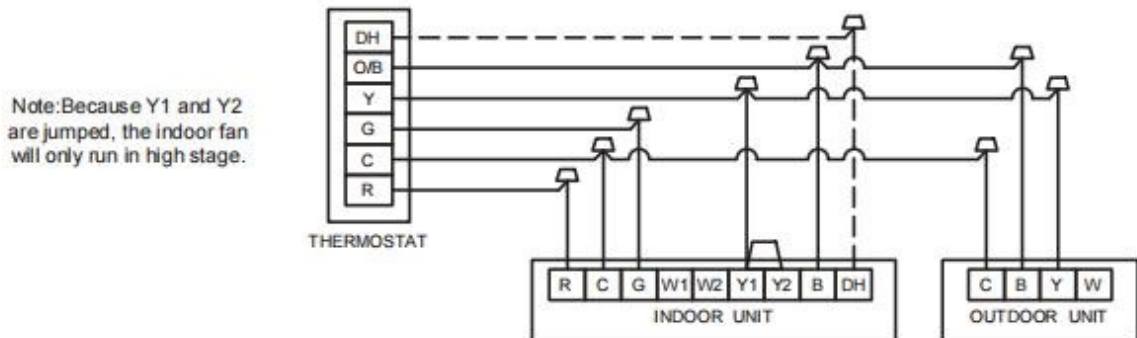 DH
O/B
Y
G
C
R
Note:Because Y1 and Y2
are jumped, the indoor fan
will only run in high stage.
THERMOSTAT
R C G W1 W2 Y1 Y2 B DH
INDOOR UNIT
C B Y W
OUTDOOR UNIT